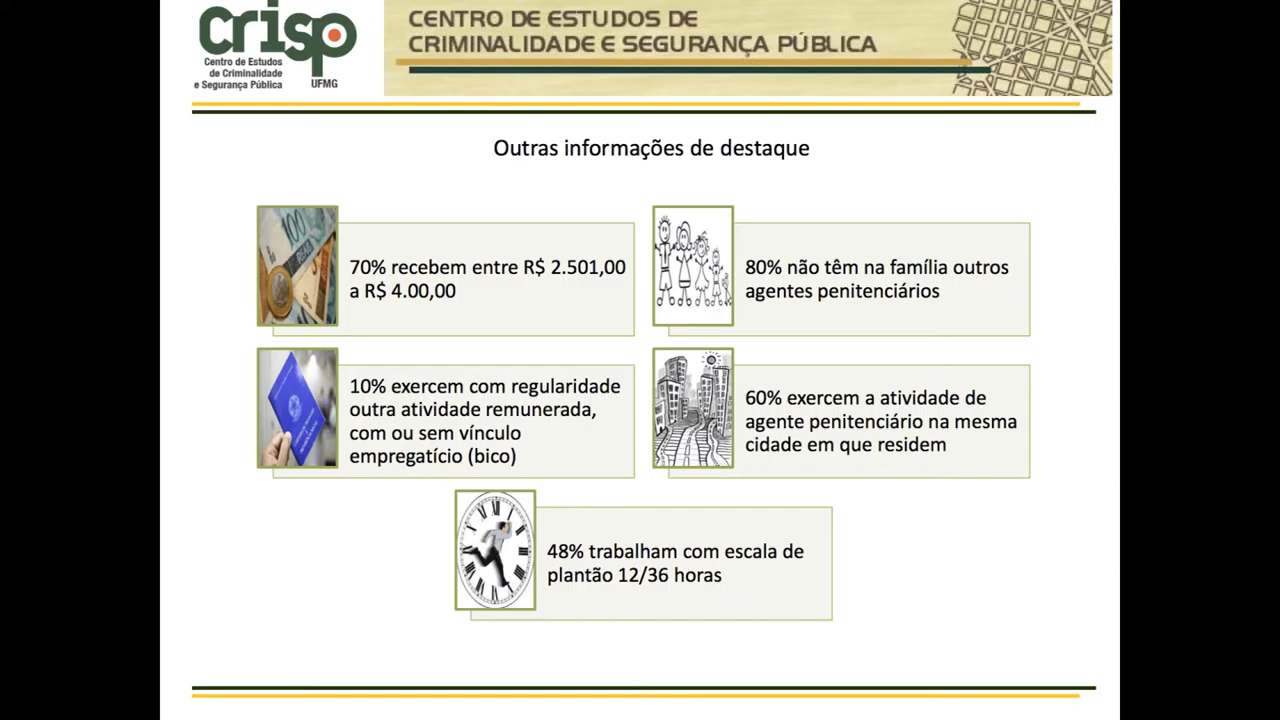 crisp
Centro de Estudos
de Criminalidade
e Segurança Pública
UFMG
CENTRO DE ESTUDOS DE
CRIMINALIDADE E SEGURANÇA PÚBLICA
Outras informações de destaque
70% recebem entre R$ 2.501,00
a R$ 4.00,00
80% não têm na família outros
agentes penitenciários
10% exercem com regularidade
outra atividade remunerada,
com ou sem vínculo
empregatício (bico)
60% exercem a atividade de
agente penitenciário na mesma
cidade em que residem
48% trabalham com escala de
plantão 12/36 horas
100
REAIS